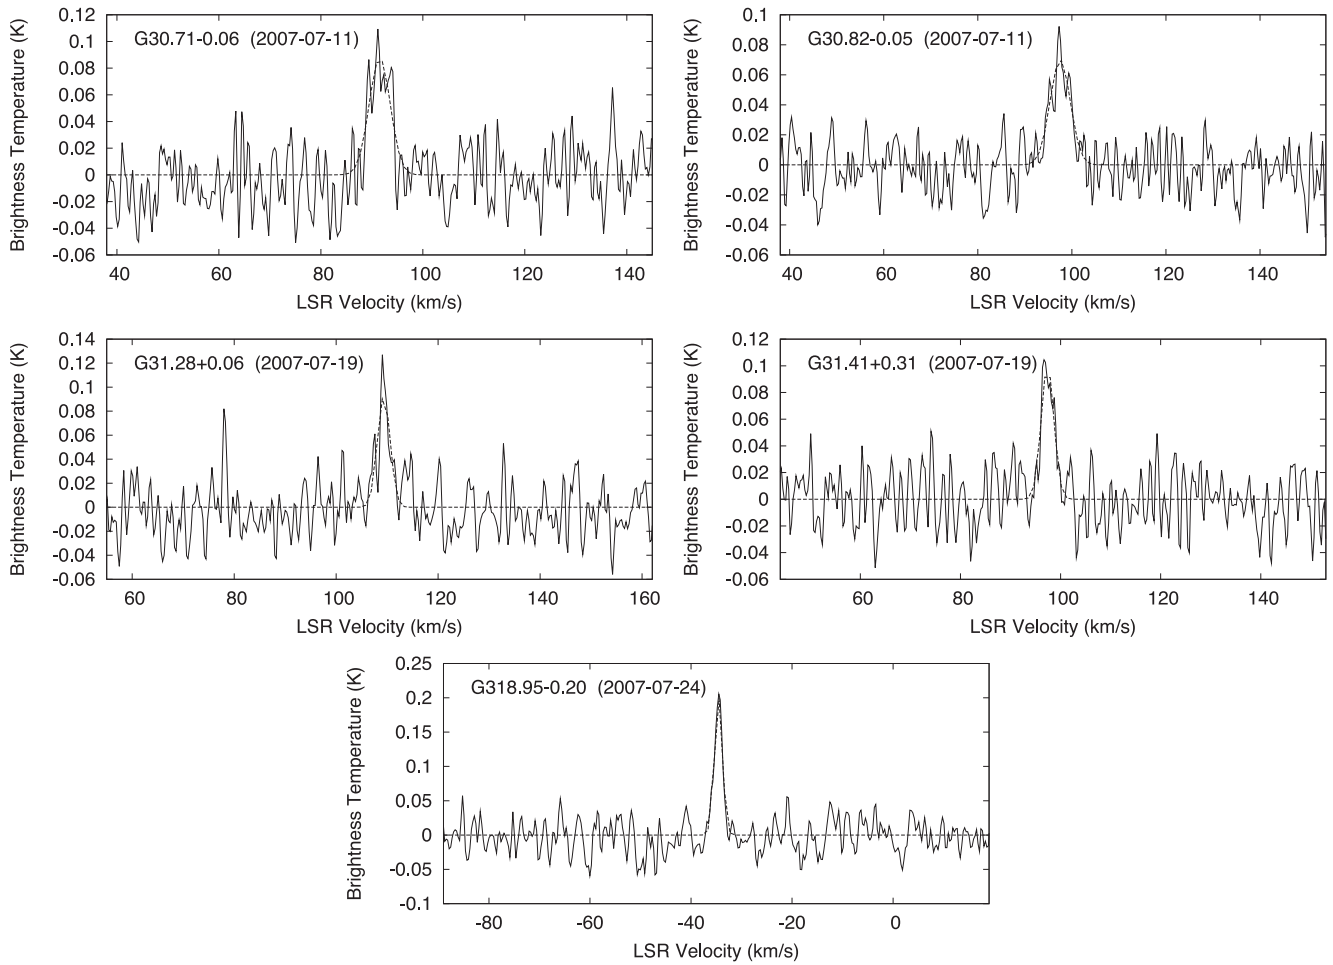 G30.71-0.06 (2007-07-11)
Brightness Temperature (K)
0.12
0.1
0.08
0.06
0.04
0.02
0
-0.02
-0.04
-0.06
40 60 80 100 120 140
LSR Velocity (km/s)
G30.82-0.05 (2007-07-11)
Brightness Temperature (K)
0.1
0.08
0.06
0.04
0.02
0
-0.02
-0.04
-0.06
40 60 80 100 120 140
LSR Velocity (km/s)
G31.28+0.06 (2007-07-19)
Brightness Temperature (K)
0.14
0.12
0.1
0.08
0.06
0.04
0.02
0
-0.02
-0.04
-0.06
60 80 100 120 140 160
LSR Velocity (km/s)
G31.41+0.31 (2007-07-19)
Brightness Temperature (K)
0.12
0.1
0.08
0.06
0.04
0.02
0
-0.02
-0.04
-0.06
60 80 100 120 140
LSR Velocity (km/s)
G318.95-0.20 (2007-07-24)
Brightness Temperature (K)
0.25
0.2
0.15
0.1
0.05
0
-0.05
-0.1
-80 -60 -40 -20 0
LSR Velocity (km/s)